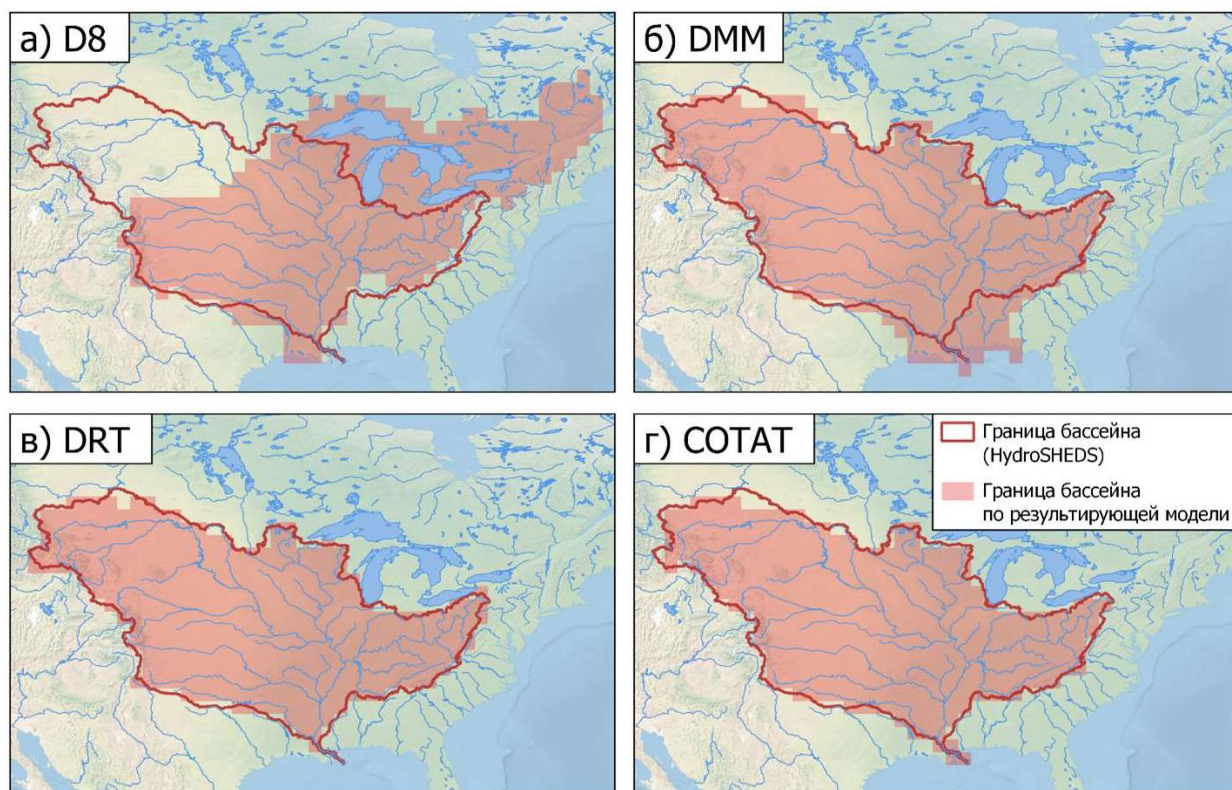 а) D8
б) DMM
в) DRT
г) COTAT
Граница бассейна
(HydroSHEDS)
Граница бассейна
по результирующей модели